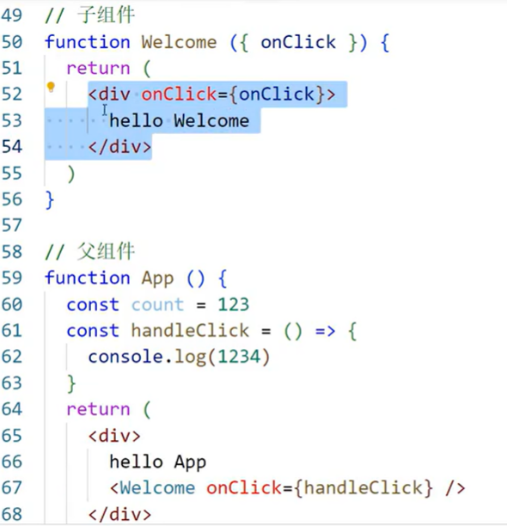 49 // 子组件
50 function Welcome ({ onClick }) {
51   return (
52     <div onClick={onClick}>
53       hello Welcome
54     </div>
55   )
56 }
57
58 // 父组件
59 function App () {
60   const count = 123
61   const handleClick = () => {
62     console.log(1234)
63   }
64   return (
65     <div>
66       hello App
67       <Welcome onClick={handleClick} />
68     </div>